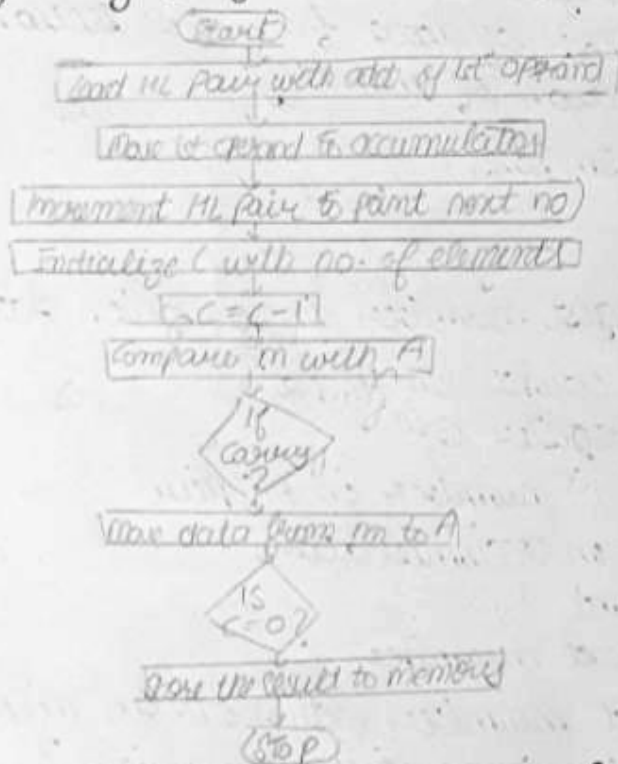 Start
Load HL pair with add. of 1st operand
Move 1st operand to accumulator
Increment HL pair to point next no
Initialize C with no. of elements
C = C - 1
Compare m with A
If
carry
?
Move data from m to A
Is
C=0?
Store the result to memory
STOP